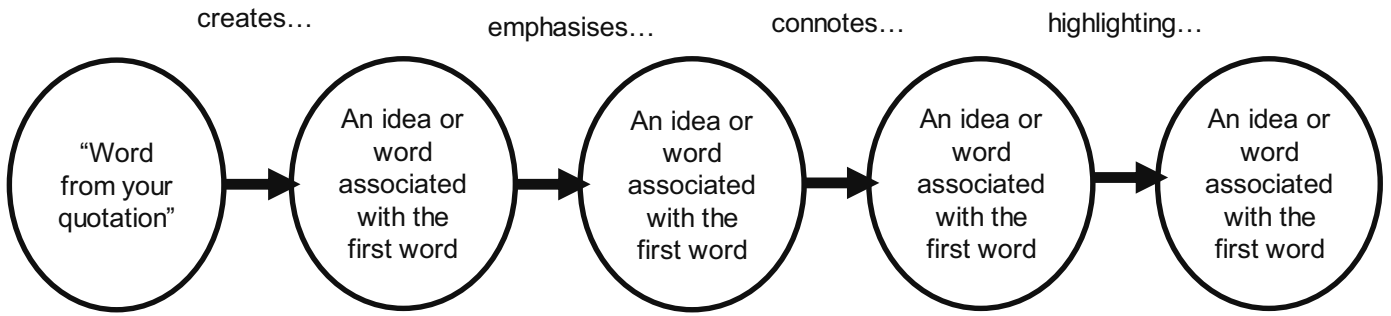 creates…
emphasises…
connotes…
highlighting…
“Word
from your
quotation”
An idea or
word
associated
with the
first word
An idea or
word
associated
with the
first word
An idea or
word
associated
with the
first word
An idea or
word
associated
with the
first word